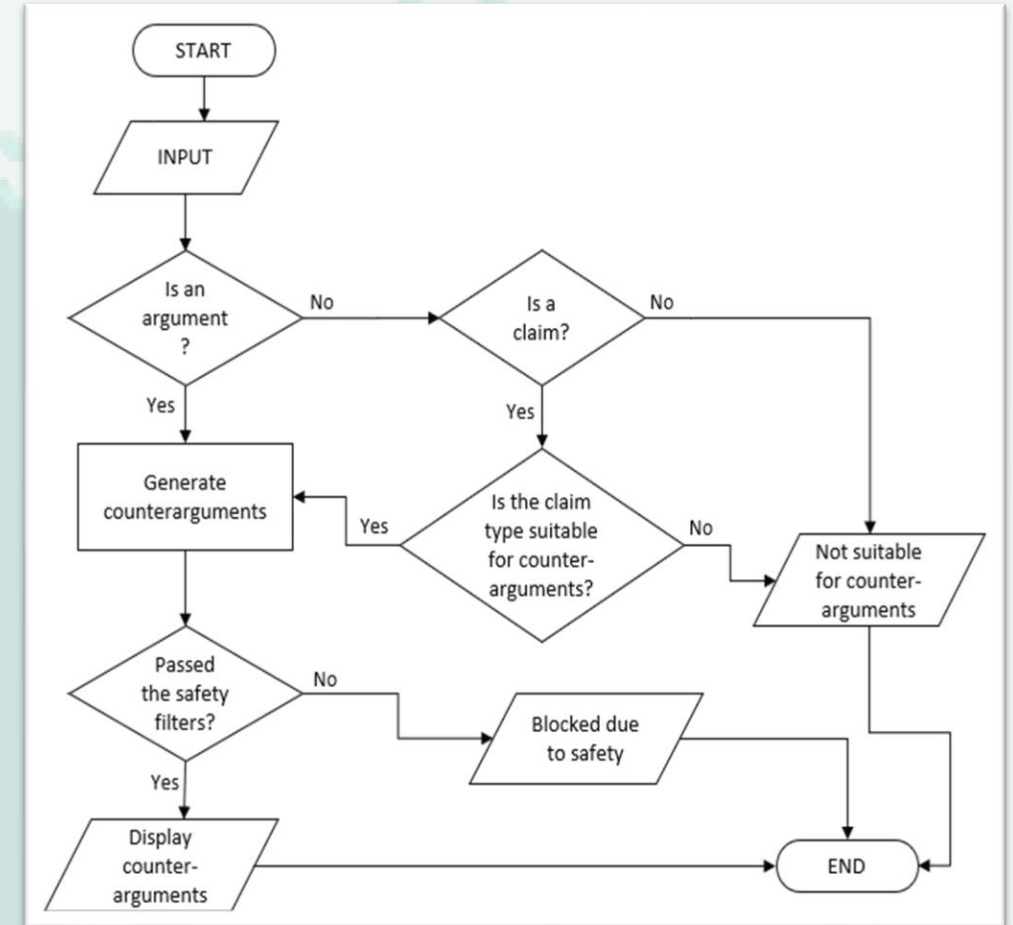 START
INPUT
Is an
argument
?
No
Is a
claim?
No
Yes
Yes
Generate
counterarguments
Yes
Is the claim
type suitable
for counter-
arguments?
No
Not suitable
for counter-
arguments
Passed
the safety
filters?
No
Blocked due
to safety
Yes
Display
counter-
arguments
END